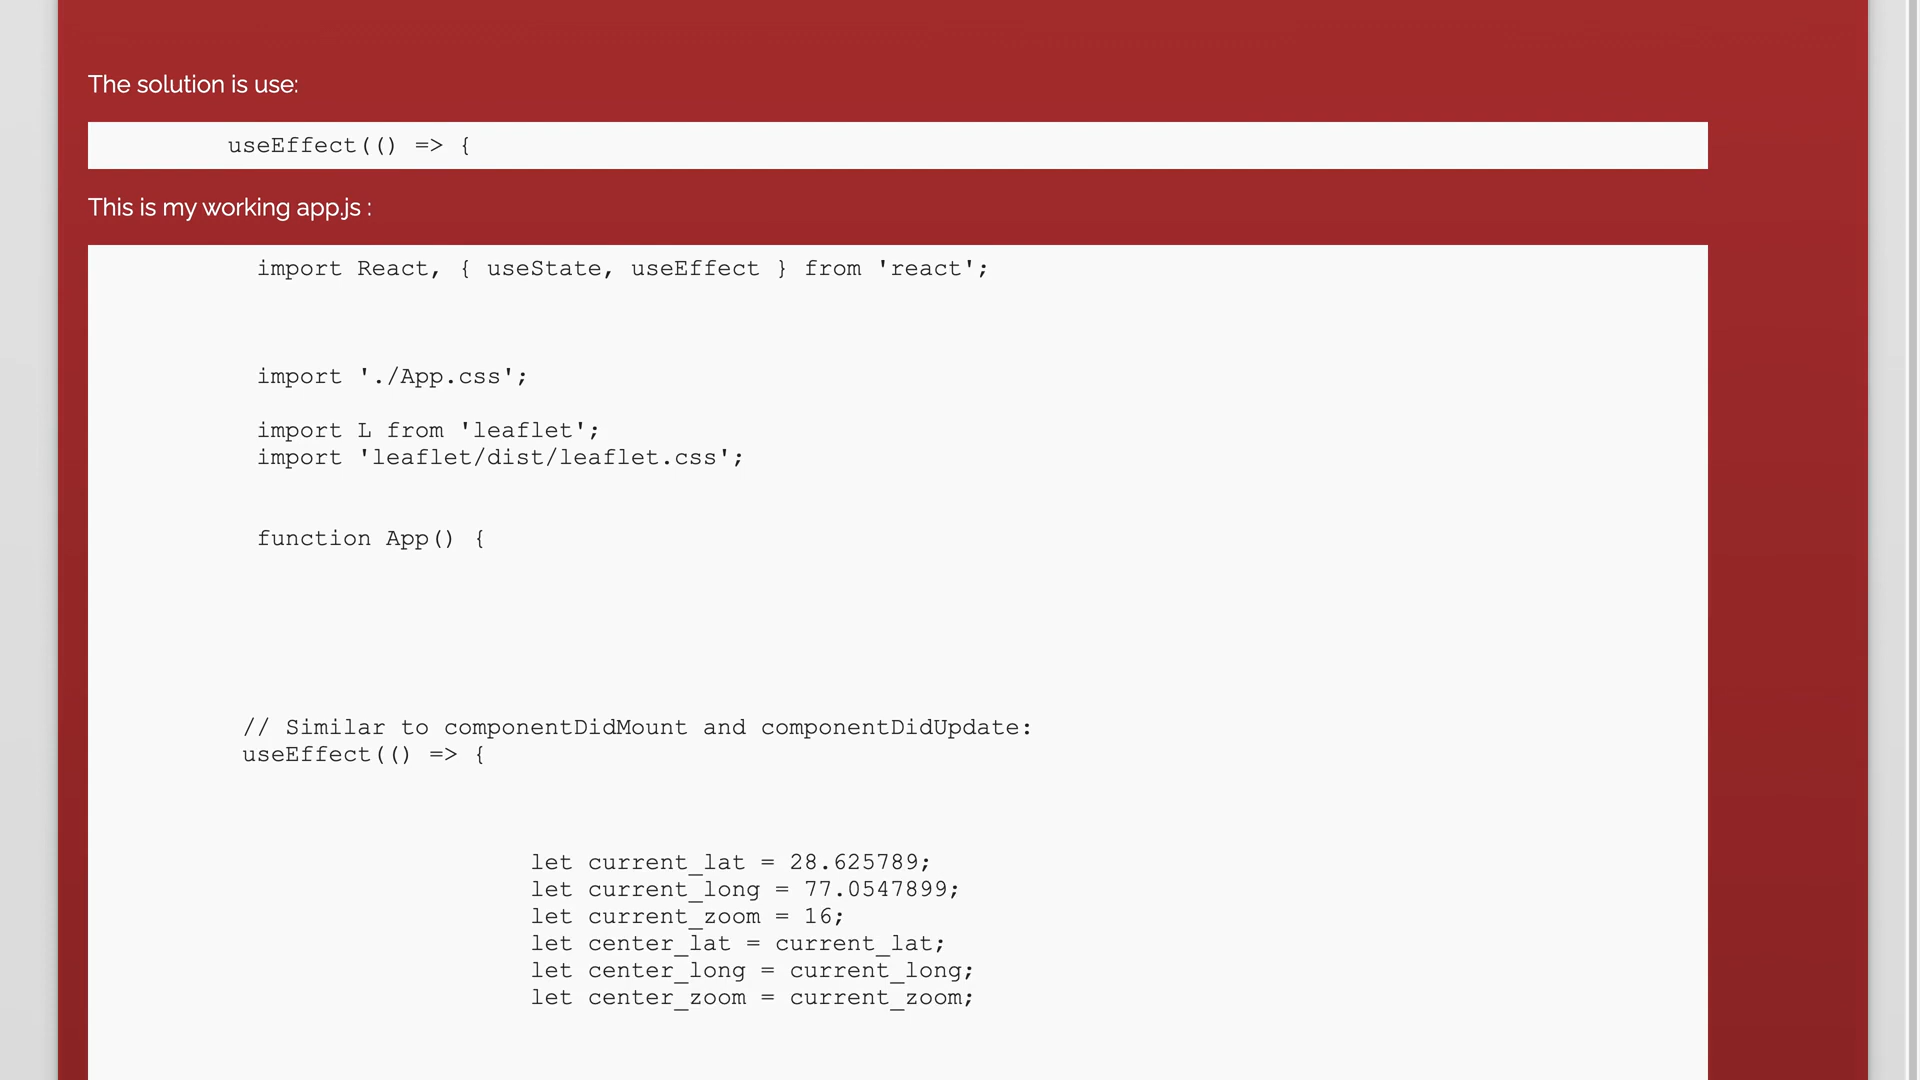 The solution is use:
useEffect(() => {
This is my working app.js :
import React, { useState, useEffect } from 'react';
import './App.css';
import L from 'leaflet';
import 'leaflet/dist/leaflet.css';
function App() {
// Similar to componentDidMount and componentDidUpdate:
useEffect(() => {
let current_lat = 28.625789;
let current_long = 77.0547899;
let current_zoom = 16;
let center_lat = current_lat;
let center_long = current_long;
let center_zoom = current_zoom;